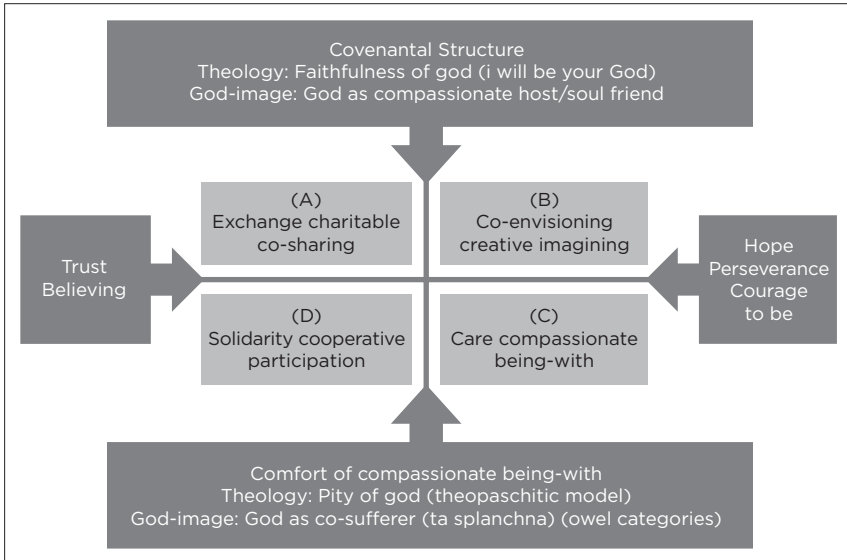 Covenantal Structure
Theology: Faithfulness of god (i will be your God)
God-image: God as compassionate host/soul friend
(A)
Exchange charitable
co-sharing
(B)
Co-envisioning
creative imagining
Trust
Believing
Hope
Perseverance
Courage
to be
(D)
Solidarity cooperative
participation
(C)
Care compassionate
being-with
Comfort of compassionate being-with
Theology: Pity of god (theopaschitic model)
God-image: God as co-sufferer (ta splanchna) (owel categories)